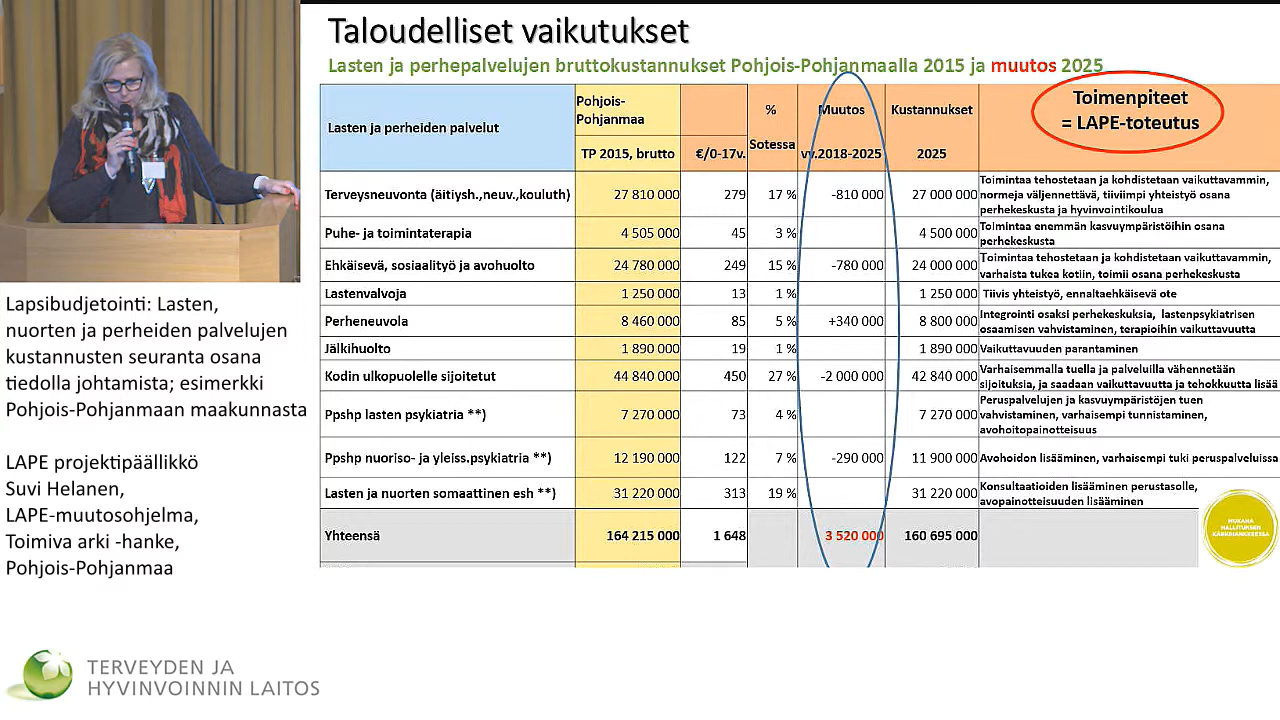 Taloudelliset vaikutukset
Lasten ja perhepalvelujen bruttokustannukset Pohjois-Pohjanmaalla 2015 ja muutos 2025
Lasten ja perheiden palvelut
Pohjois-
Pohjanmaa
TP 2015, brutto
€/0-17v.
%
Sotessa
Muutos
vv.2018-2025
Kustannukset
2025
Toimenpiteet
= LAPE-toteutus
Terveysneuvonta (äitiysh.,neuv.,kouluth) 27 810 000 279 17 % -810 000 27 000 000
Toimintaa tehostetaan ja kohdistetaan vaikuttavammin,
normeja väljennettävä, tiiviimpi yhteistyö osana
perhekeskusta ja hyvinvointikoulua
Puhe- ja toimintaterapia 4 505 000 45 3 % 4 500 000
Toimintaa enemmän kasvuympäristöihin osana
perhekeskusta
Ehkäisevä, sosiaalityö ja avohuolto 24 780 000 249 15 % -780 000 24 000 000
Toimintaa tehostetaan ja kohdistetaan vaikuttavammin,
varhaista tukea kotiin, toimii osana perhekeskusta
Lastenvalvoja 1 250 000 13 1 % 1 250 000 Tiivis yhteistyö, ennaltaehkäisevä ote
Perheneuvola 8 460 000 85 5 % +340 000 8 800 000
Integrointi osaksi perhekeskuksia, lastenpsykiatrisen
osaamisen vahvistaminen, terapioihin vaikuttavuutta
Jälkihuolto 1 890 000 19 1 % 1 890 000 Vaikuttavuuden parantaminen
Kodin ulkopuolelle sijoitetut 44 840 000 450 27 % -2 000 000 42 840 000
Varhaisemmalla tuella ja palveluilla vähennetään
sijoituksia, ja saadaan vaikuttavuutta ja tehokkuutta lisää
Ppshp lasten psykiatria **) 7 270 000 73 4 % 7 270 000
Peruspalvelujen ja kasvuympäristöjen tuen
vahvistaminen, varhaisempi tunnistaminen,
avohoitopainotteisuus
Ppshp nuoriso- ja yleiss.psykiatria **) 12 190 000 122 7 % -290 000 11 900 000 Avohoidon lisääminen, varhaisempi tuki peruspalveluissa
Lasten ja nuorten somaattinen esh **) 31 220 000 313 19 % 31 220 000
Konsultaatioiden lisääminen perustasolle,
avopainotteisuuden lisääminen
Yhteensä 164 215 000 1 648 3 520 000 160 695 000
MUKANA
HALLITUKSEN
KÄRKIHANKKEESSA
Lapsibudjetointi: Lasten,
nuorten ja perheiden palvelujen
kustannusten seuranta osana
tiedolla johtamista; esimerkki
Pohjois-Pohjanmaan maakunnasta
LAPE projektipäällikkö
Suvi Helanen,
LAPE-muutosohjelma,
Toimiva arki -hanke,
Pohjois-Pohjanmaa
TERVEYDEN JA
HYVINVOINNIN LAITOS